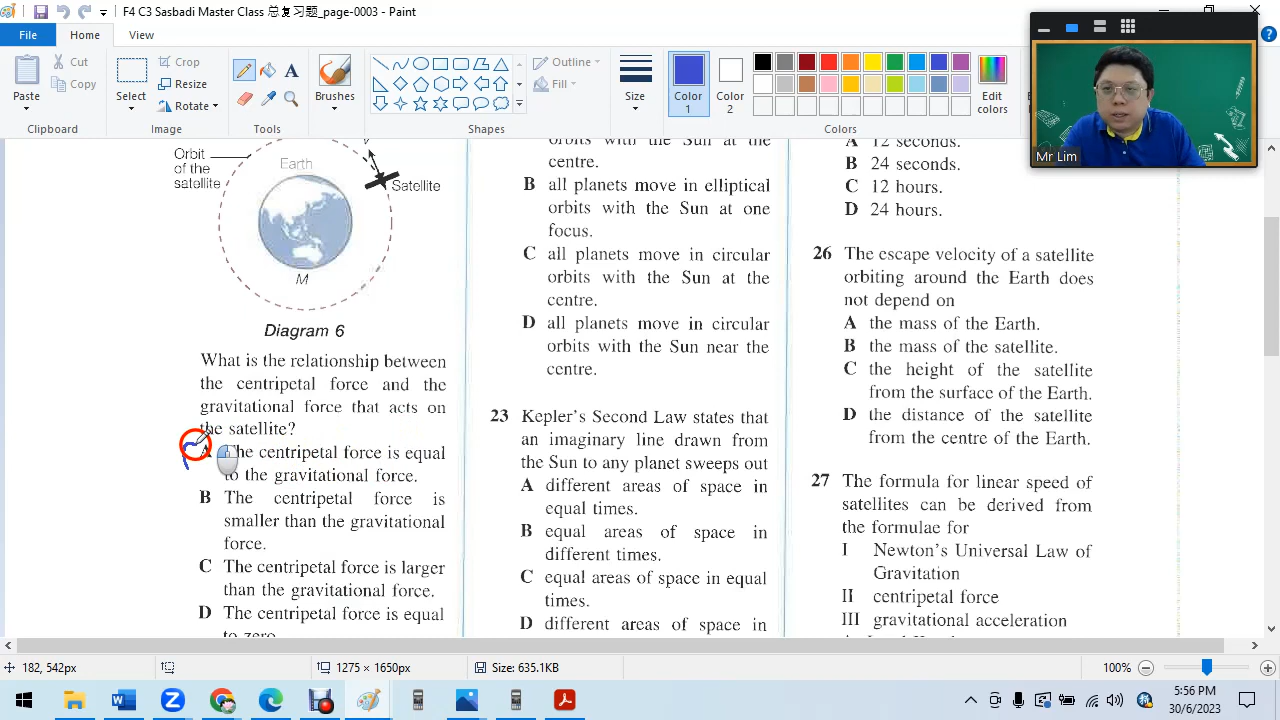 F4 C3 Sasbadi Master Class 总复习题_page-0003 - Paint
File
Home
View
Paste
Cut
Copy
Clipboard
Select
Crop
Resize
Rotate
Image
A
Tools
Brushes
Shapes
Outline
Fill
Size
Color
1
Color
2
Colors
Edit
colors
Mr Lim
Orbit
of the
satellite
Earth
Satellite
M
Diagram 6
What is the relationship between
the centripetal force and the
gravitational force that acts on
the satellite?
A The centripetal force is equal
to the gravitational force.
B The centripetal force is
smaller than the gravitational
force.
C The centripetal force is larger
than the gravitational force.
D The centripetal force is equal
to zero
orbits with the Sun at the
centre.
B all planets move in elliptical
orbits with the Sun at one
focus.
C all planets move in circular
orbits with the Sun at the
centre.
D all planets move in circular
orbits with the Sun near the
centre.
23 Kepler's Second Law states that
an imaginary line drawn from
the Sun to any planet sweeps out
A different areas of space in
equal times.
B equal areas of space in
different times.
C equal areas of space in equal
times.
D different areas of space in
A 12 seconds.
B 24 seconds.
C 12 hours.
D 24 hours.
26 The escape velocity of a satellite
orbiting around the Earth does
not depend on
A the mass of the Earth.
B the mass of the satellite.
C the height of the satellite
from the surface of the Earth.
D the distance of the satellite
from the centre of the Earth.
27 The formula for linear speed of
satellites can be derived from
the formulae for
I Newton's Universal Law of
Gravitation
II centripetal force
III gravitational acceleration
182, 542px
1275 × 1650px
Size: 635.1KB
100%
5:56 PM
30/6/2023